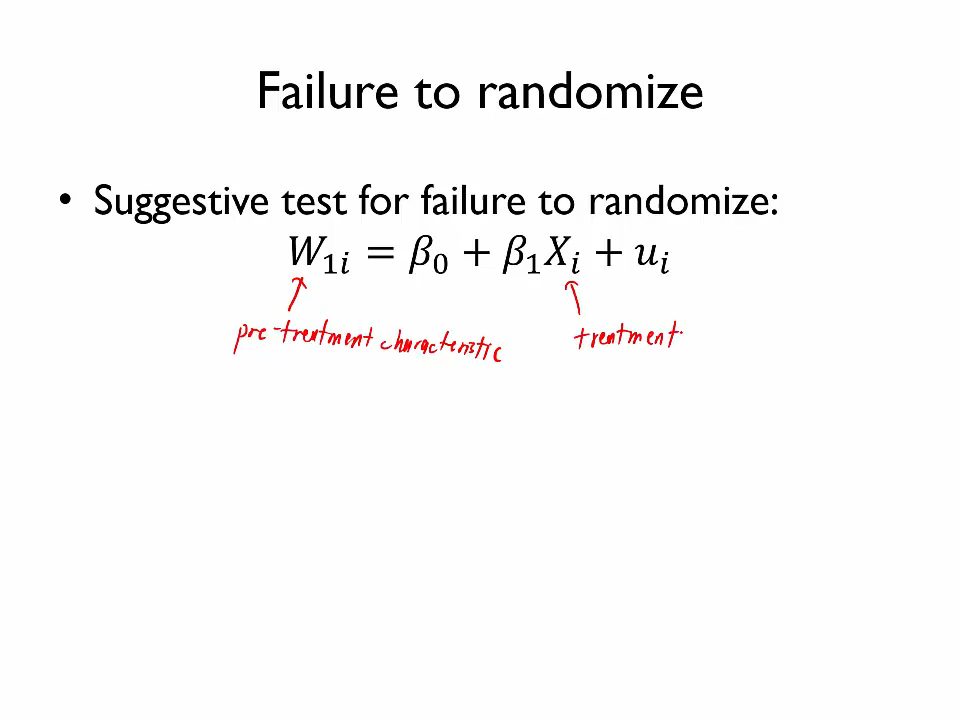 Failure to randomize
• Suggestive test for failure to randomize:
W₁ᵢ = β₀ + β₁Xᵢ + uᵢ
pre-treatment characteristic treatment